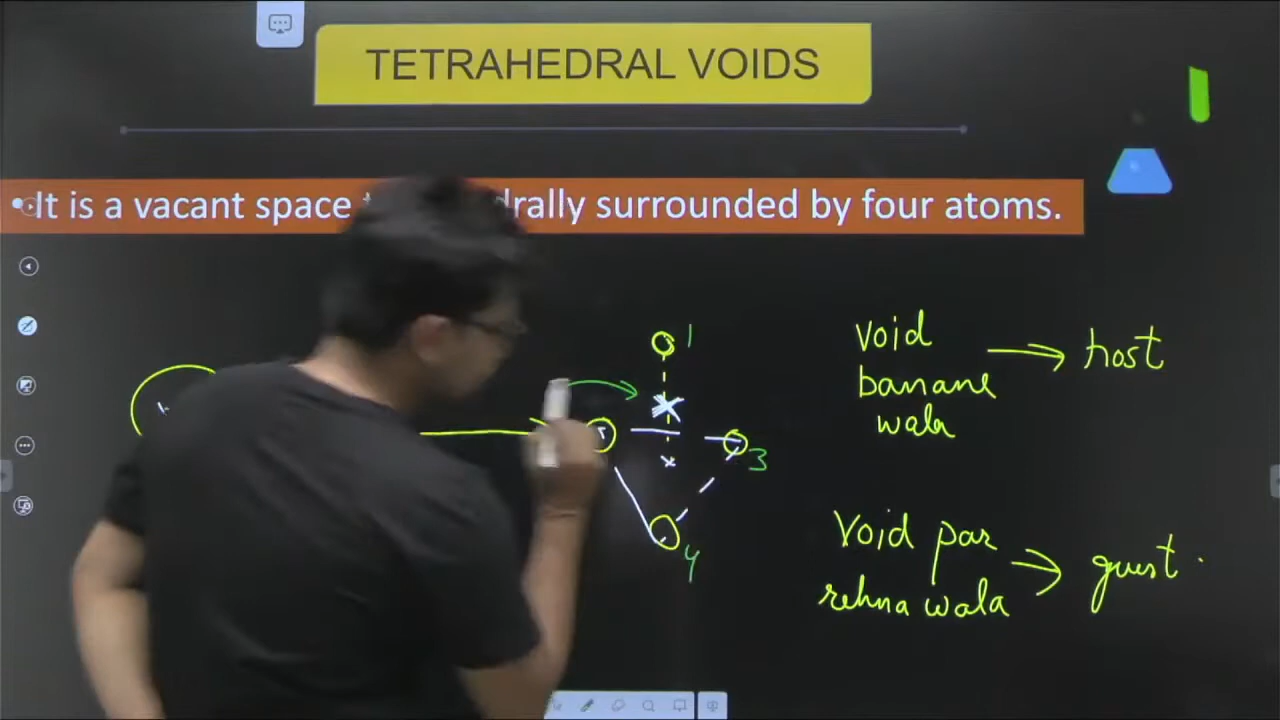 TETRAHEDRAL VOIDS
It is a vacant space drally surrounded by four atoms.
1
3
4
void
banane
wala
host
Void par
rehna wala
guest